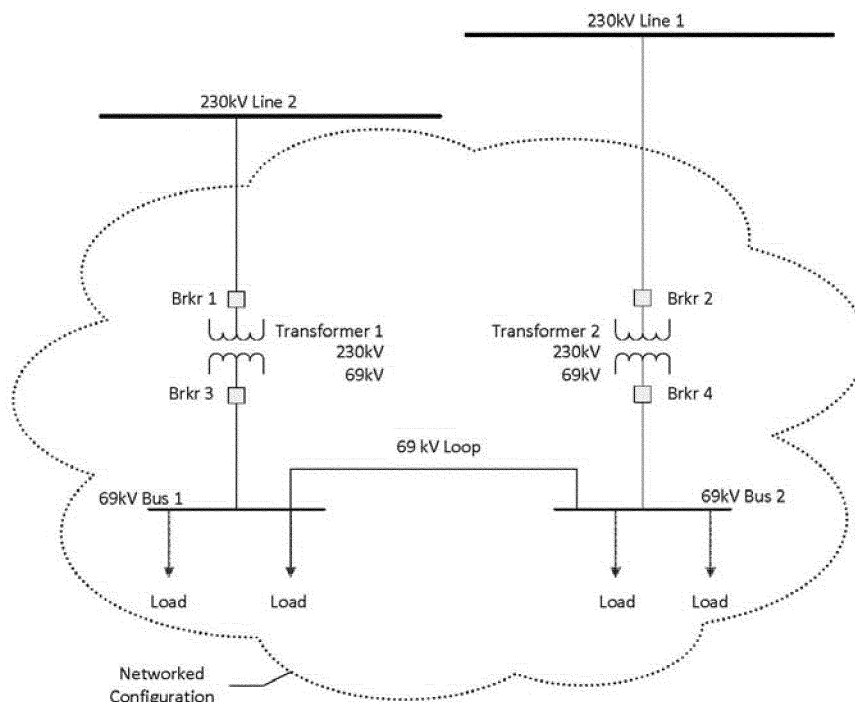 230kV Line 1
230kV Line 2
Brkr 1
Transformer 1
230kV
69kV
Brkr 3
Brkr 2
Transformer 2
230kV
69kV
Brkr 4
69 kV Loop
69kV Bus 1
69kV Bus 2
Load
Load
Load
Load
Networked
Configuration